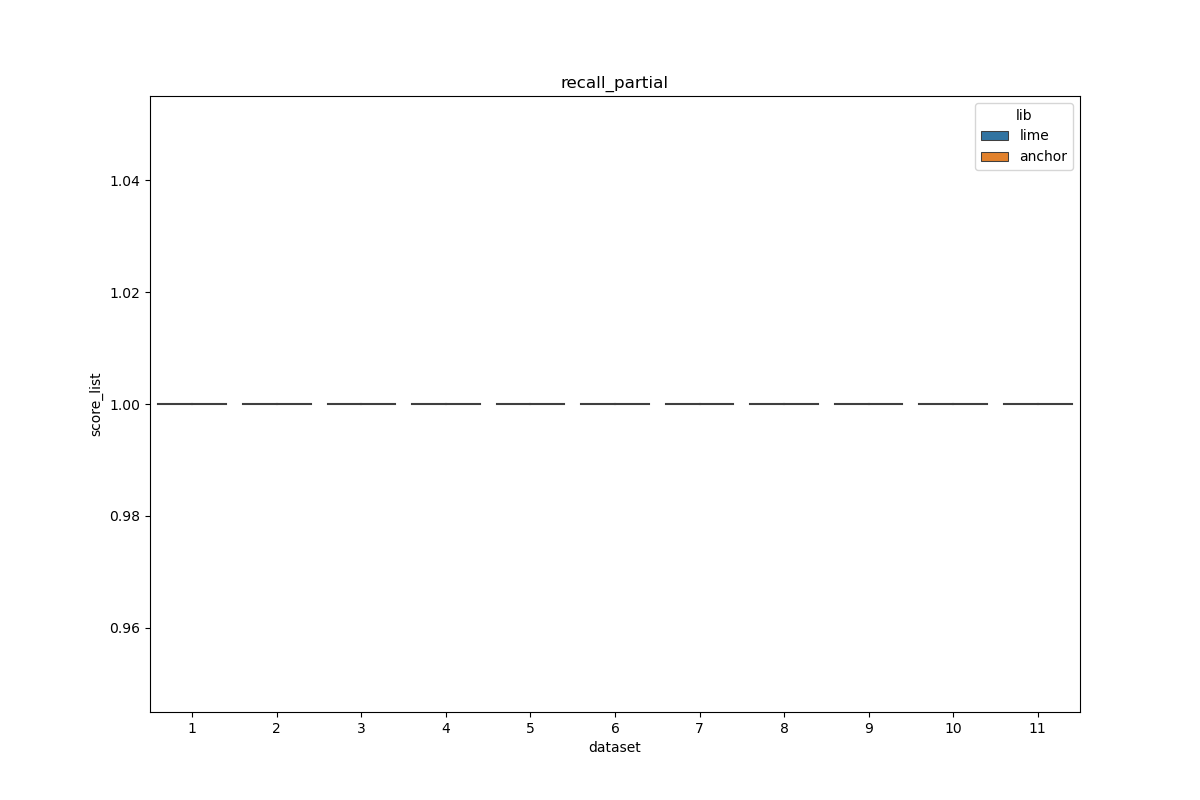 recall_partial
lib
lime
anchor
1.04
1.02
1.00
0.98
0.96
score_list
1 2 3 4 5 6 7 8 9 10 11
dataset